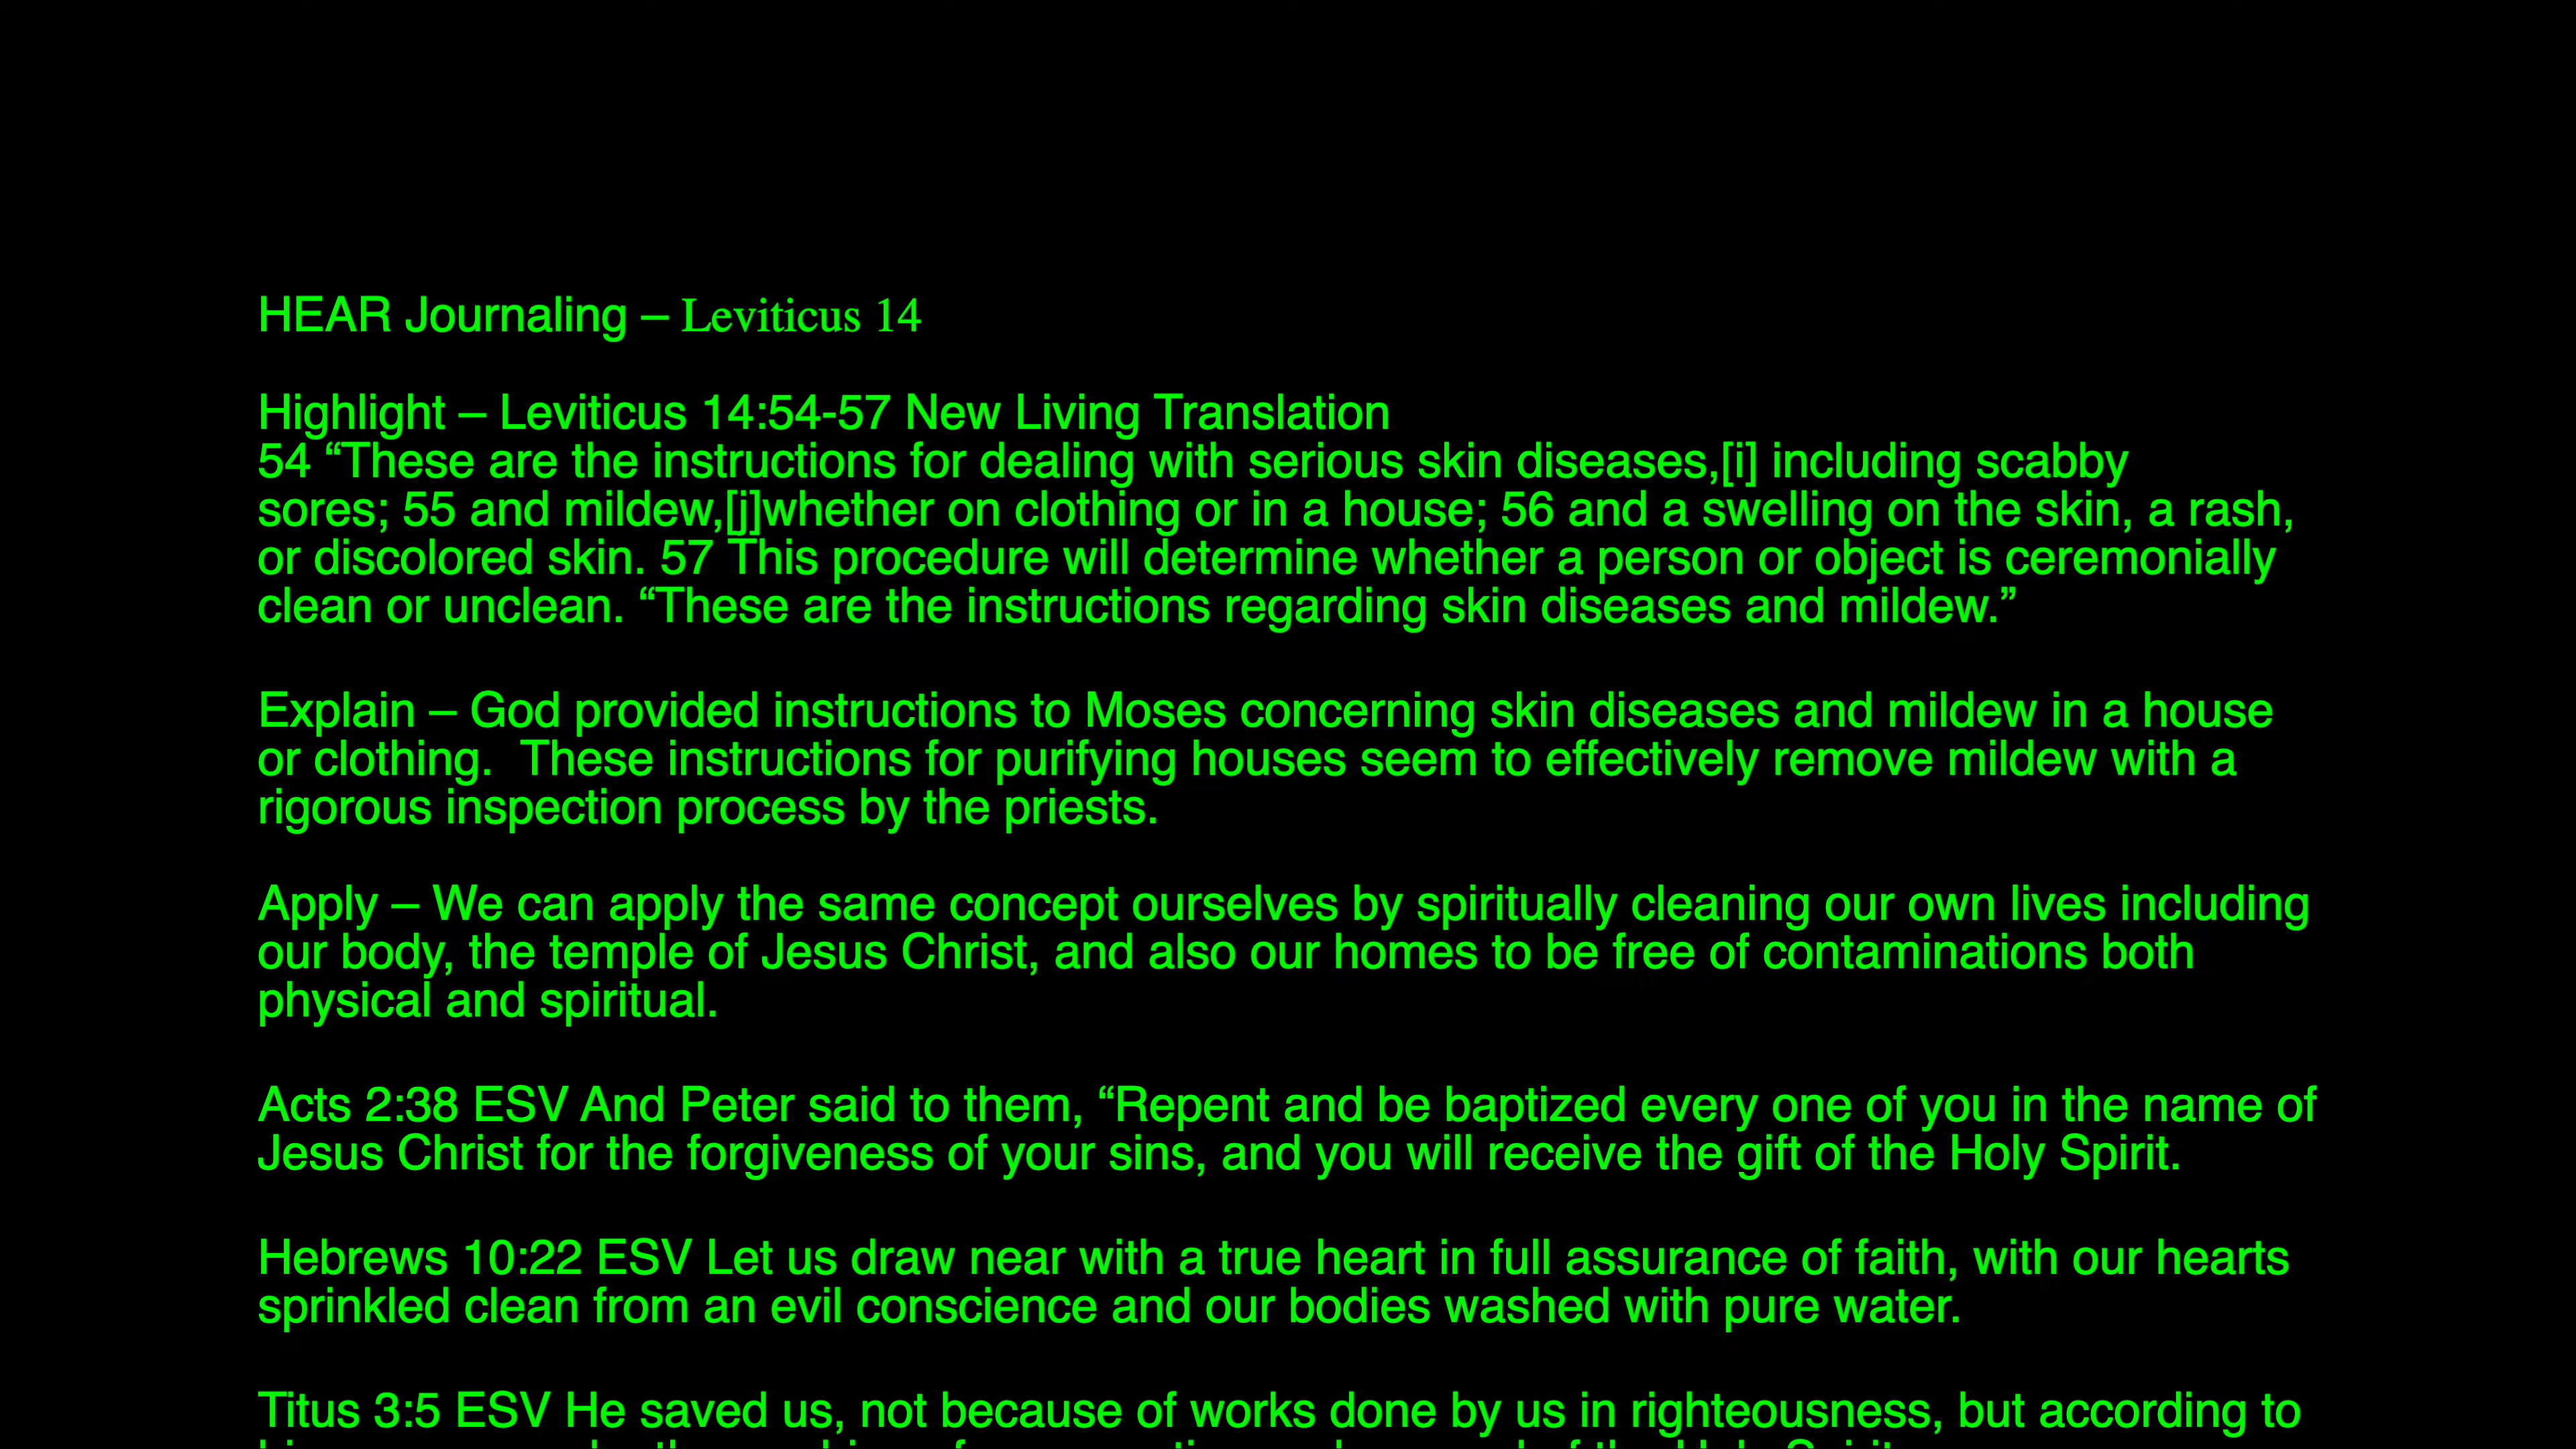 HEAR Journaling – Leviticus 14
Highlight – Leviticus 14:54-57 New Living Translation
54 “These are the instructions for dealing with serious skin diseases,[i] including scabby
sores; 55 and mildew,[j]whether on clothing or in a house; 56 and a swelling on the skin, a rash,
or discolored skin. 57 This procedure will determine whether a person or object is ceremonially
clean or unclean. “These are the instructions regarding skin diseases and mildew.”
Explain – God provided instructions to Moses concerning skin diseases and mildew in a house
or clothing.  These instructions for purifying houses seem to effectively remove mildew with a
rigorous inspection process by the priests.
Apply – We can apply the same concept ourselves by spiritually cleaning our own lives including
our body, the temple of Jesus Christ, and also our homes to be free of contaminations both
physical and spiritual.
Acts 2:38 ESV And Peter said to them, “Repent and be baptized every one of you in the name of
Jesus Christ for the forgiveness of your sins, and you will receive the gift of the Holy Spirit.
Hebrews 10:22 ESV Let us draw near with a true heart in full assurance of faith, with our hearts
sprinkled clean from an evil conscience and our bodies washed with pure water.
Titus 3:5 ESV He saved us, not because of works done by us in righteousness, but according to